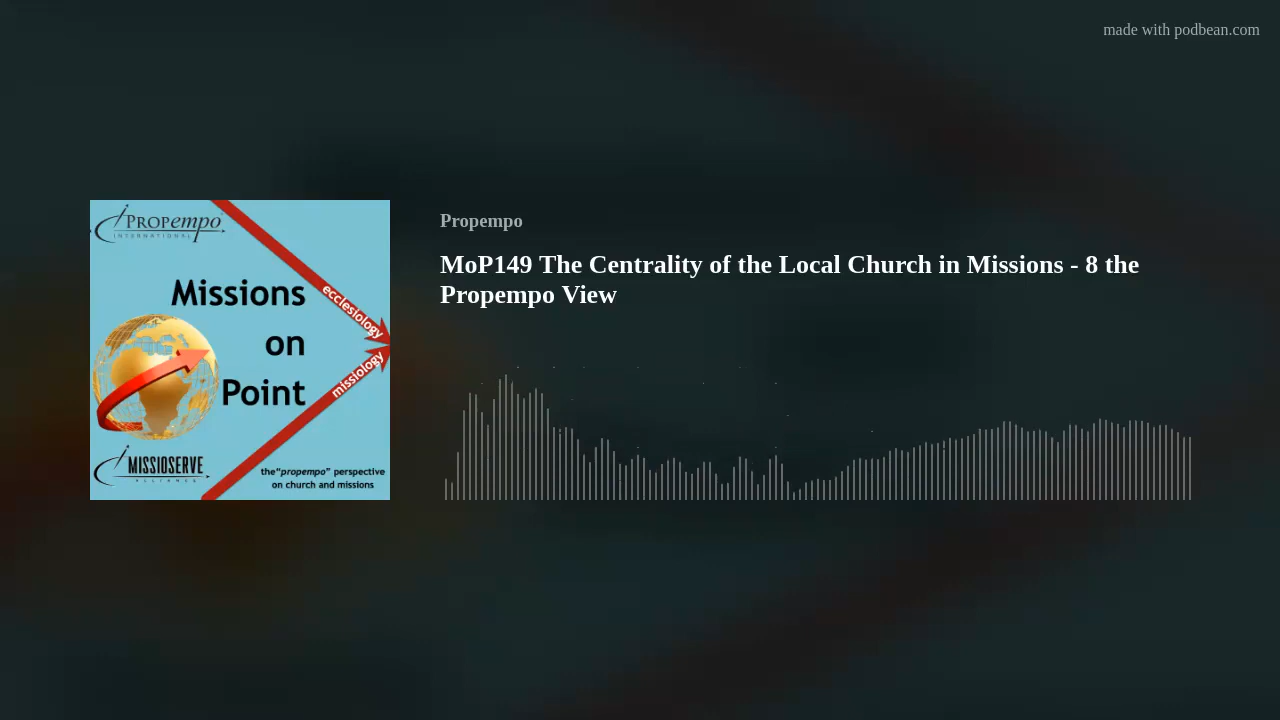 made with podbean.com
PROPempo
INTERNATIONAL
Missions
on
Point
ecclesiology
missiology
MISSIOSERVE
ALLIANCE
the “propempo” perspective
on church and missions
Propempo
MoP149 The Centrality of the Local Church in Missions - 8 the
Propempo View